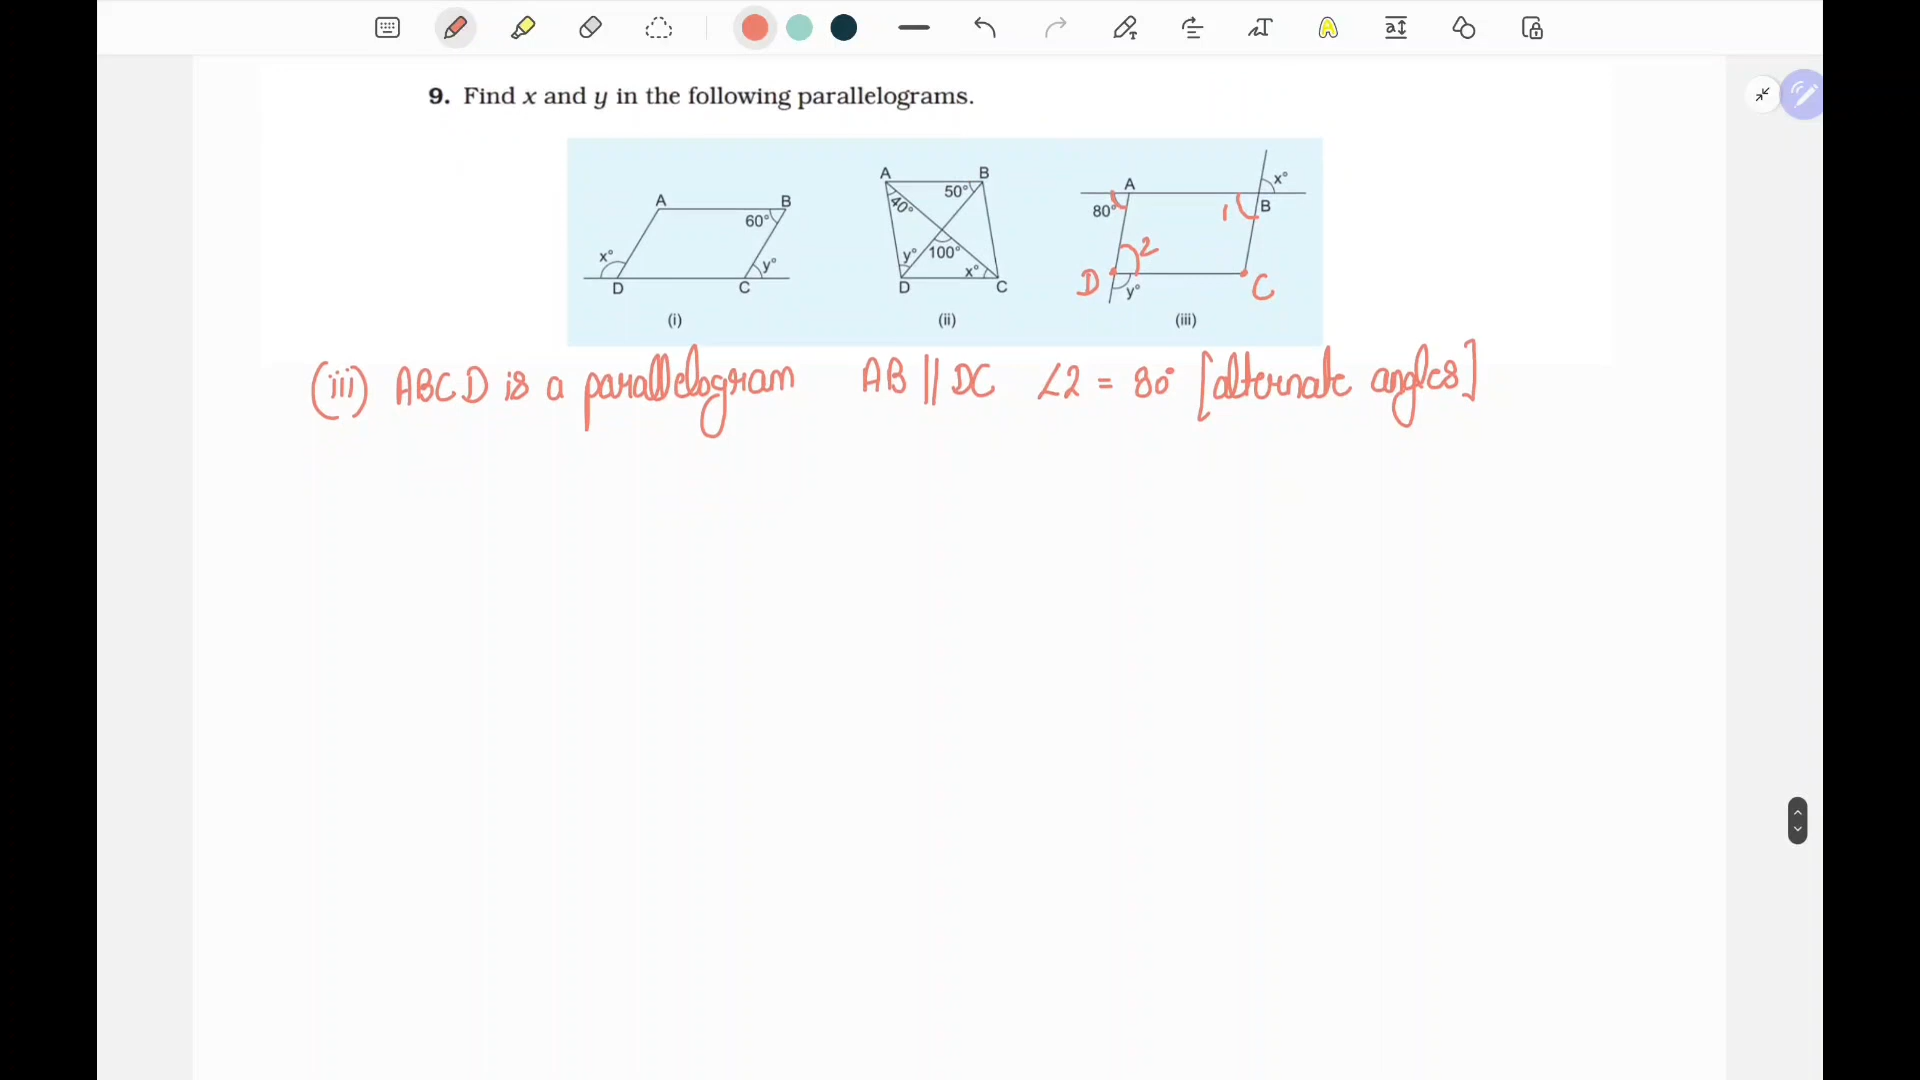 9. Find x and y in the following parallelograms.
A B 60° x° y° D C (i)
A B 50° 40° y° 100° x° D C (ii)
A x° 80° 1 B 2 D y° C (iii)
(iii) ABCD is a parallelogram AB || DC ∠2 = 80° [alternate angles]